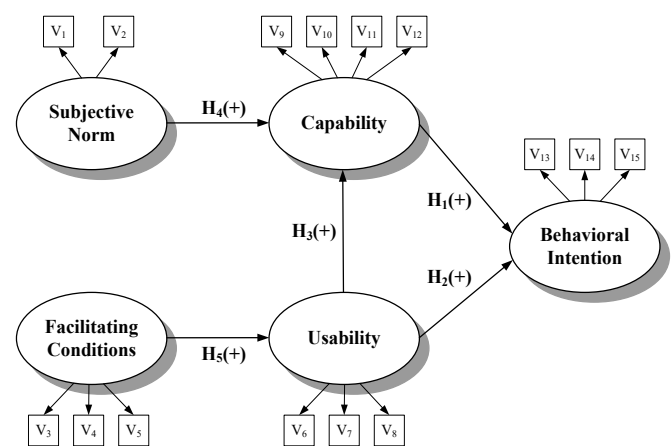 V₁
V₂
V₉
V₁₀
V₁₁
V₁₂
Subjective
Norm
H₄(+)
Capability
V₁₃
V₁₄
V₁₅
H₁(+)
H₃(+)
Behavioral
Intention
H₂(+)
Facilitating
Conditions
H₅(+)
Usability
V₃
V₄
V₅
V₆
V₇
V₈